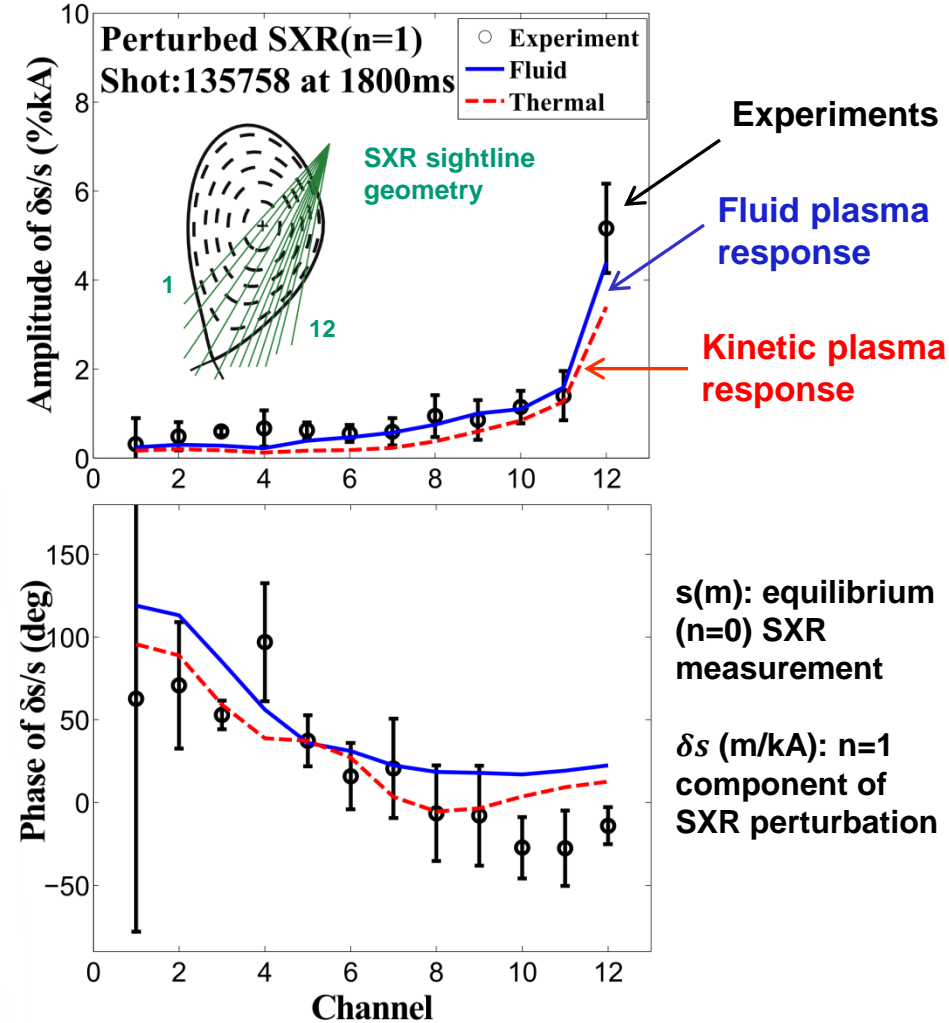 Perturbed SXR(n=1)
Shot:135758 at 1800ms
Experiment
Fluid
Thermal
SXR sightline
geometry
1
12
Amplitude of δs/s (%kA)
10
8
6
4
2
0
0 2 4 6 8 10 12
Experiments
Fluid plasma
response
Kinetic plasma
response
Phase of δs/s (deg)
150
100
50
0
−50
0 2 4 6 8 10 12
Channel
s(m): equilibrium
(n=0) SXR
measurement
δs (m/kA): n=1
component of
SXR perturbation